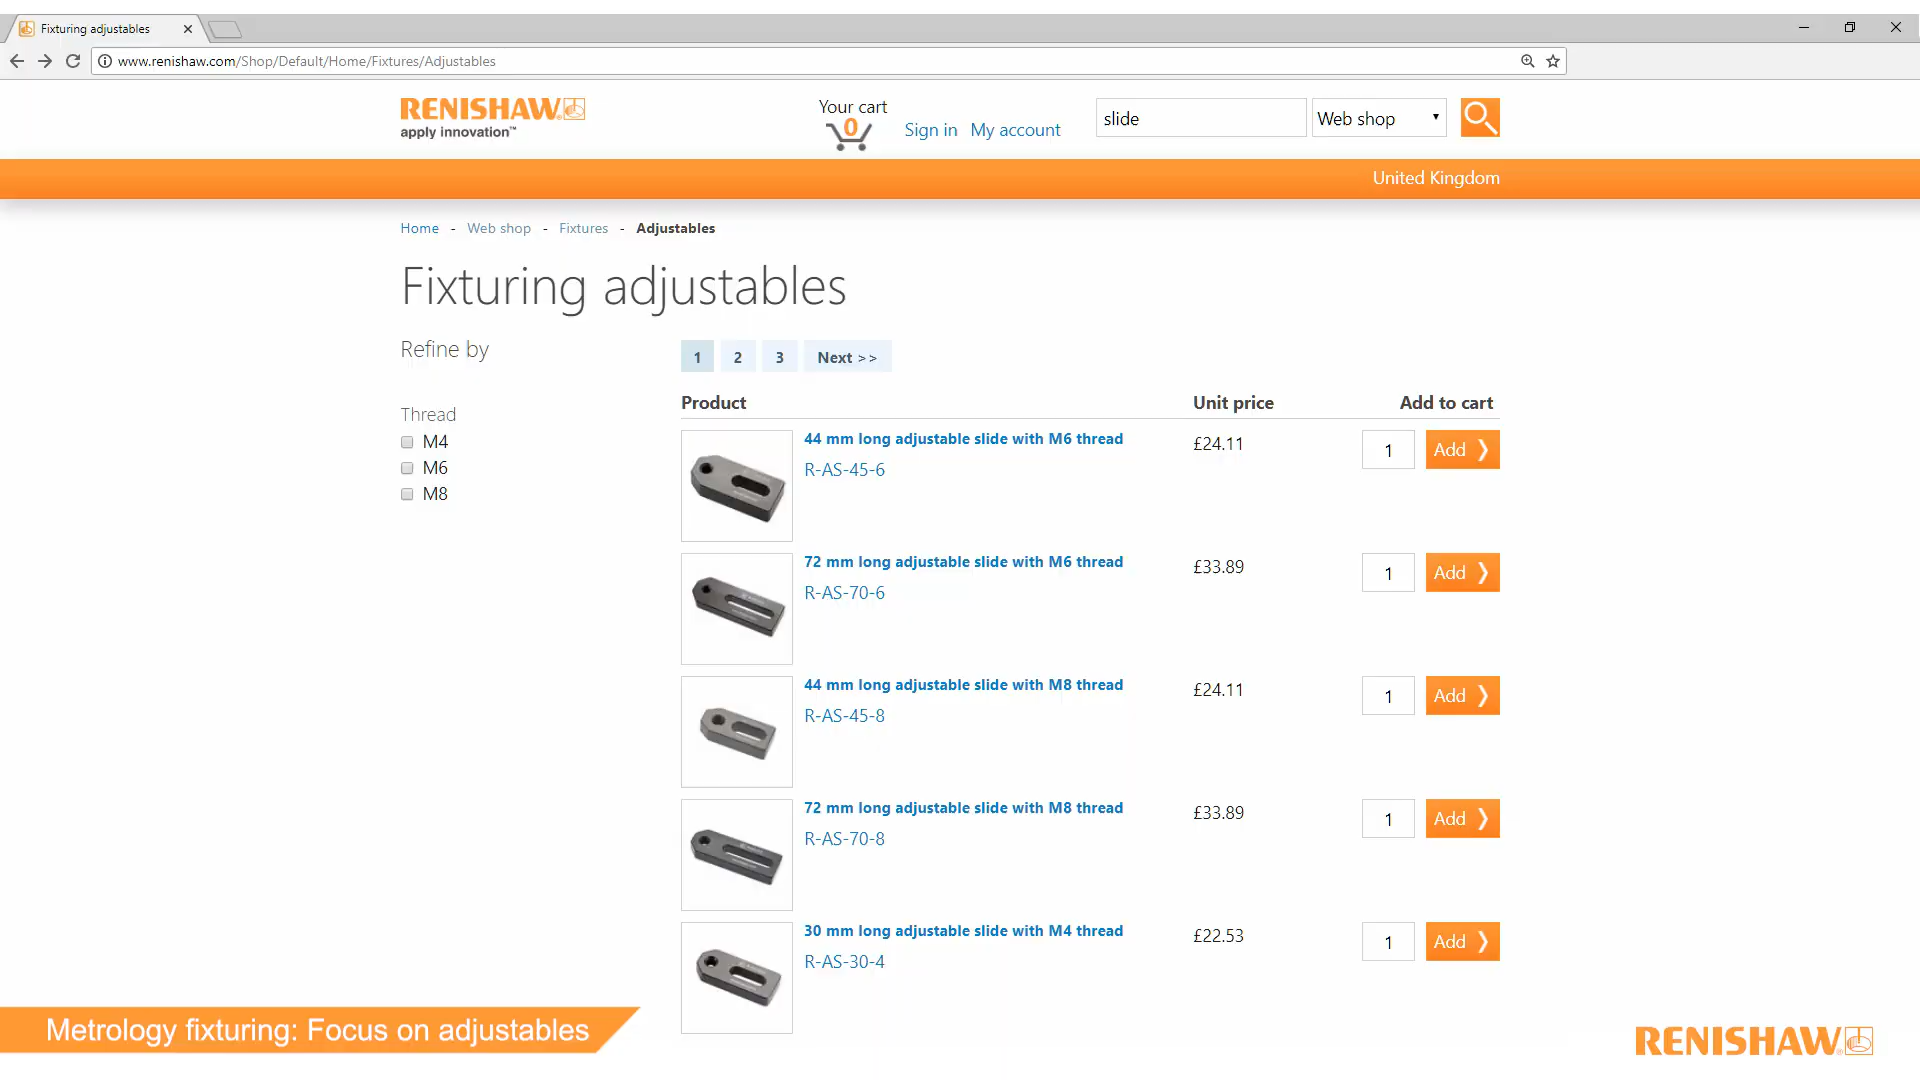 Fixturing adjustables
www.renishaw.com/Shop/Default/Home/Fixtures/Adjustables
RENISHAW
apply innovation™
Your cart
0
Sign in My account
slide
Web shop
United Kingdom
Home - Web shop - Fixtures - Adjustables
Fixturing adjustables
Refine by
1 2 3 Next >>
Thread
M4
M6
M8
Product Unit price Add to cart
44 mm long adjustable slide with M6 thread £24.11 1 Add
R-AS-45-6
72 mm long adjustable slide with M6 thread £33.89 1 Add
R-AS-70-6
44 mm long adjustable slide with M8 thread £24.11 1 Add
R-AS-45-8
72 mm long adjustable slide with M8 thread £33.89 1 Add
R-AS-70-8
30 mm long adjustable slide with M4 thread £22.53 1 Add
R-AS-30-4
Metrology fixturing: Focus on adjustables
RENISHAW